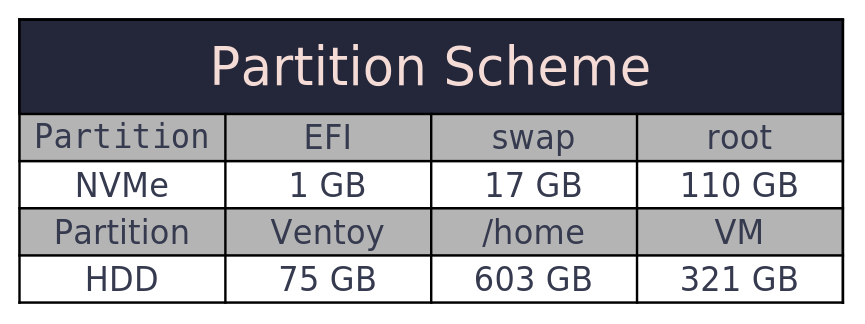 Partition Scheme
Partition EFI swap root
NVMe 1 GB 17 GB 110 GB
Partition Ventoy /home VM
HDD 75 GB 603 GB 321 GB